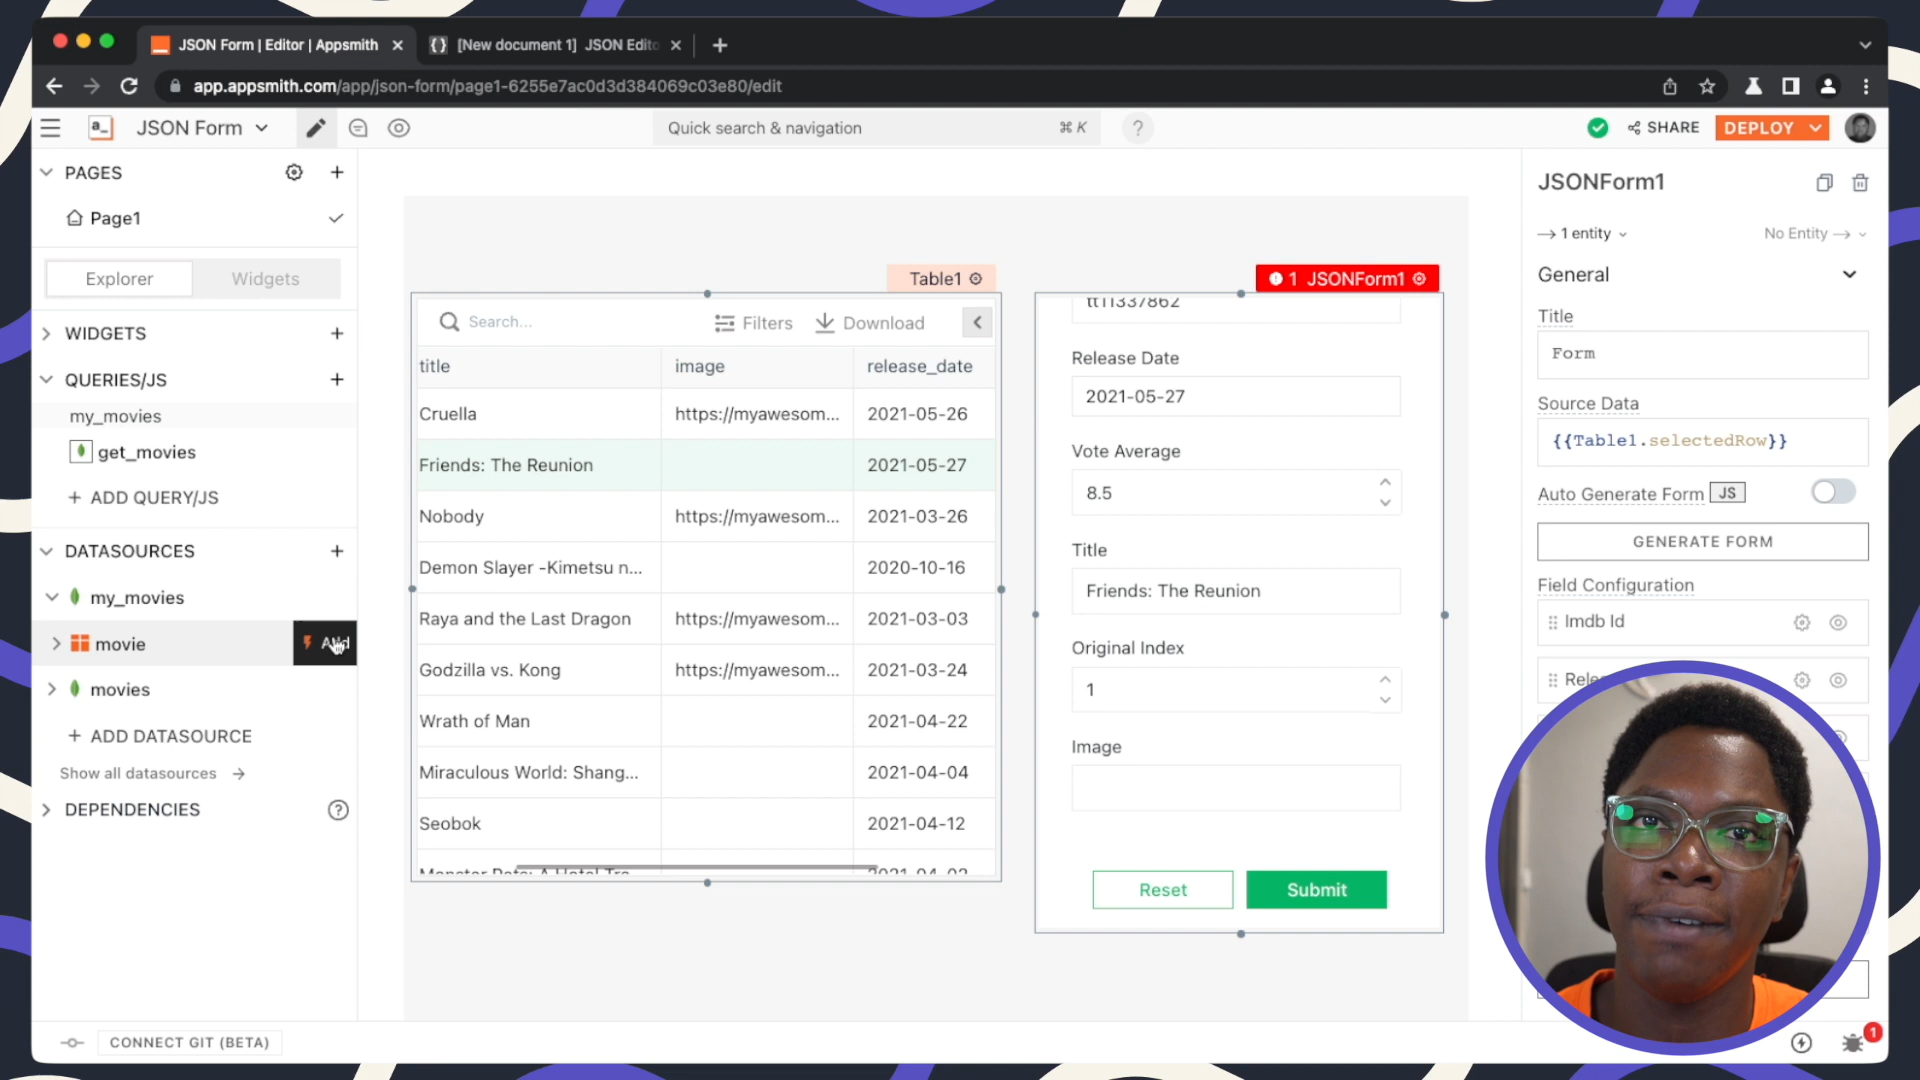 JSON Form | Editor | Appsmith
[New document 1] JSON Edito
app.appsmith.com/app/json-form/page1-6255e7ac0d3d384069c03e80/edit
a_
JSON Form
Quick search & navigation
⌘ K
?
SHARE
DEPLOY
PAGES
Page1
Explorer
Widgets
WIDGETS
QUERIES/JS
my_movies
get_movies
+ ADD QUERY/JS
DATASOURCES
my_movies
movie
movies
+ ADD DATASOURCE
Show all datasources
DEPENDENCIES
?
CONNECT GIT (BETA)
Table1
Search...
Filters
Download
title
image
release_date
Cruella
https://myawesom...
2021-05-26
Friends: The Reunion
2021-05-27
Nobody
https://myawesom...
2021-03-26
Demon Slayer -Kimetsu n...
2020-10-16
Raya and the Last Dragon
https://myawesom...
2021-03-03
Godzilla vs. Kong
https://myawesom...
2021-03-24
Wrath of Man
2021-04-22
Miraculous World: Shang...
2021-04-04
Seobok
2021-04-12
1 JSONForm1
tt11337862
Release Date
2021-05-27
Vote Average
8.5
Title
Friends: The Reunion
Original Index
1
Image
Reset
Submit
JSONForm1
1 entity
No Entity
General
Title
Form
Source Data
{{Table1.selectedRow}}
Auto Generate Form JS
GENERATE FORM
Field Configuration
Imdb Id
1